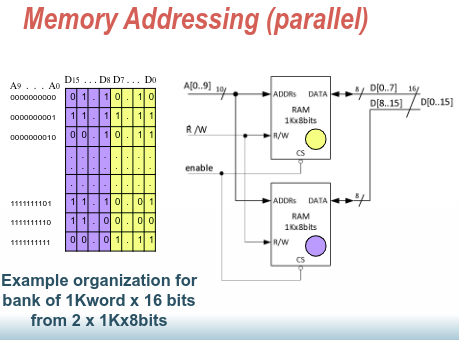 Memory Addressing (parallel)
A9 . . . A0 D15 . . . D8 D7 . . . D0
0000000000 0 1 . 1 0 . 1 0
0000000001 1 1 . 1 1 . 1 1
0000000010 0 0 . 1 0 . 1 1
. . . . . . . .
. . . . . . . .
. . . . . . . .
1111111101 1 1 . 1 0 . 0 1
1111111110 1 1 . 0 0 . 0 0
1111111111 0 0 . 0 1 . 1 1
A[0..9] 10
R /W
enable
ADDRs DATA
RAM
1Kx8bits
R/W
CS
8 D[0..7] 16
D[8..15] D[0..15]
ADDRs DATA 8
RAM
1Kx8bits
R/W
CS
Example organization for
bank of 1Kword x 16 bits
from 2 x 1Kx8bits